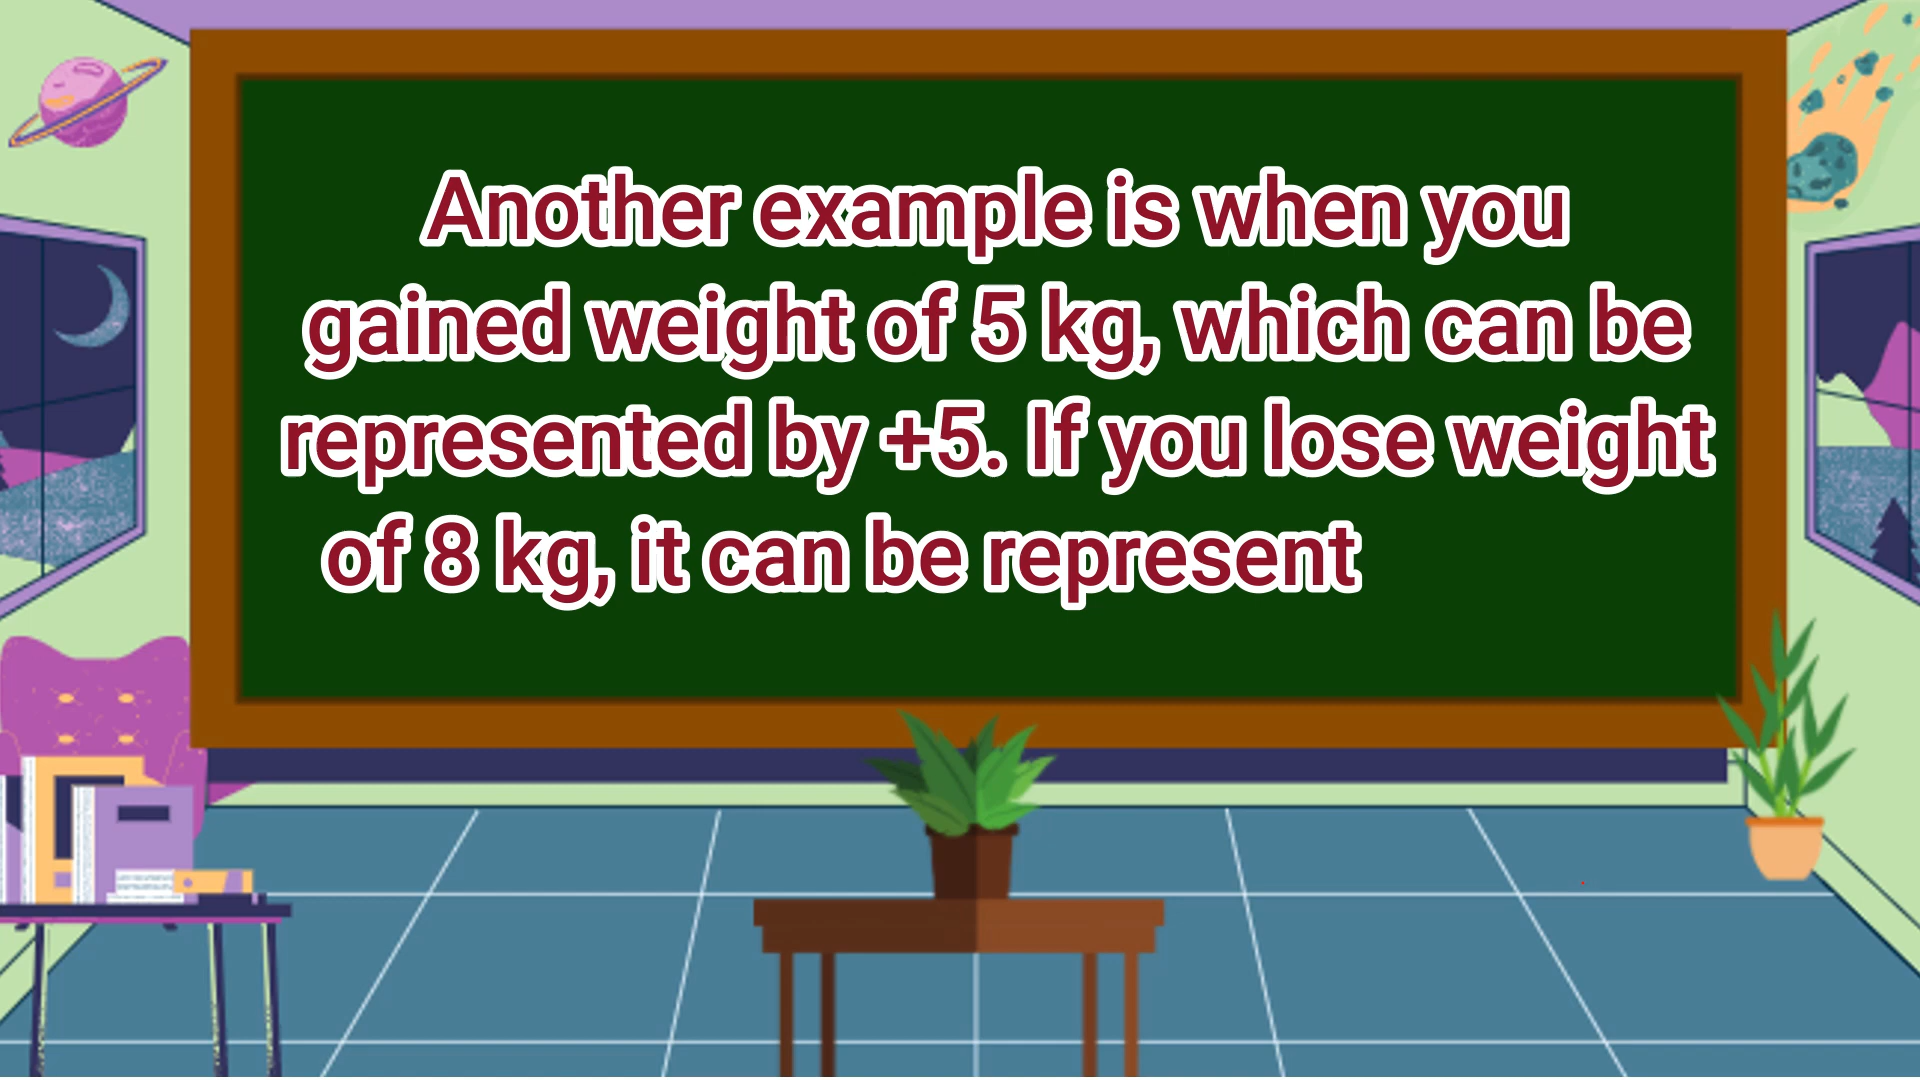 Another example is when you
gained weight of 5 kg, which can be
represented by +5. If you lose weight
of 8 kg, it can be represent